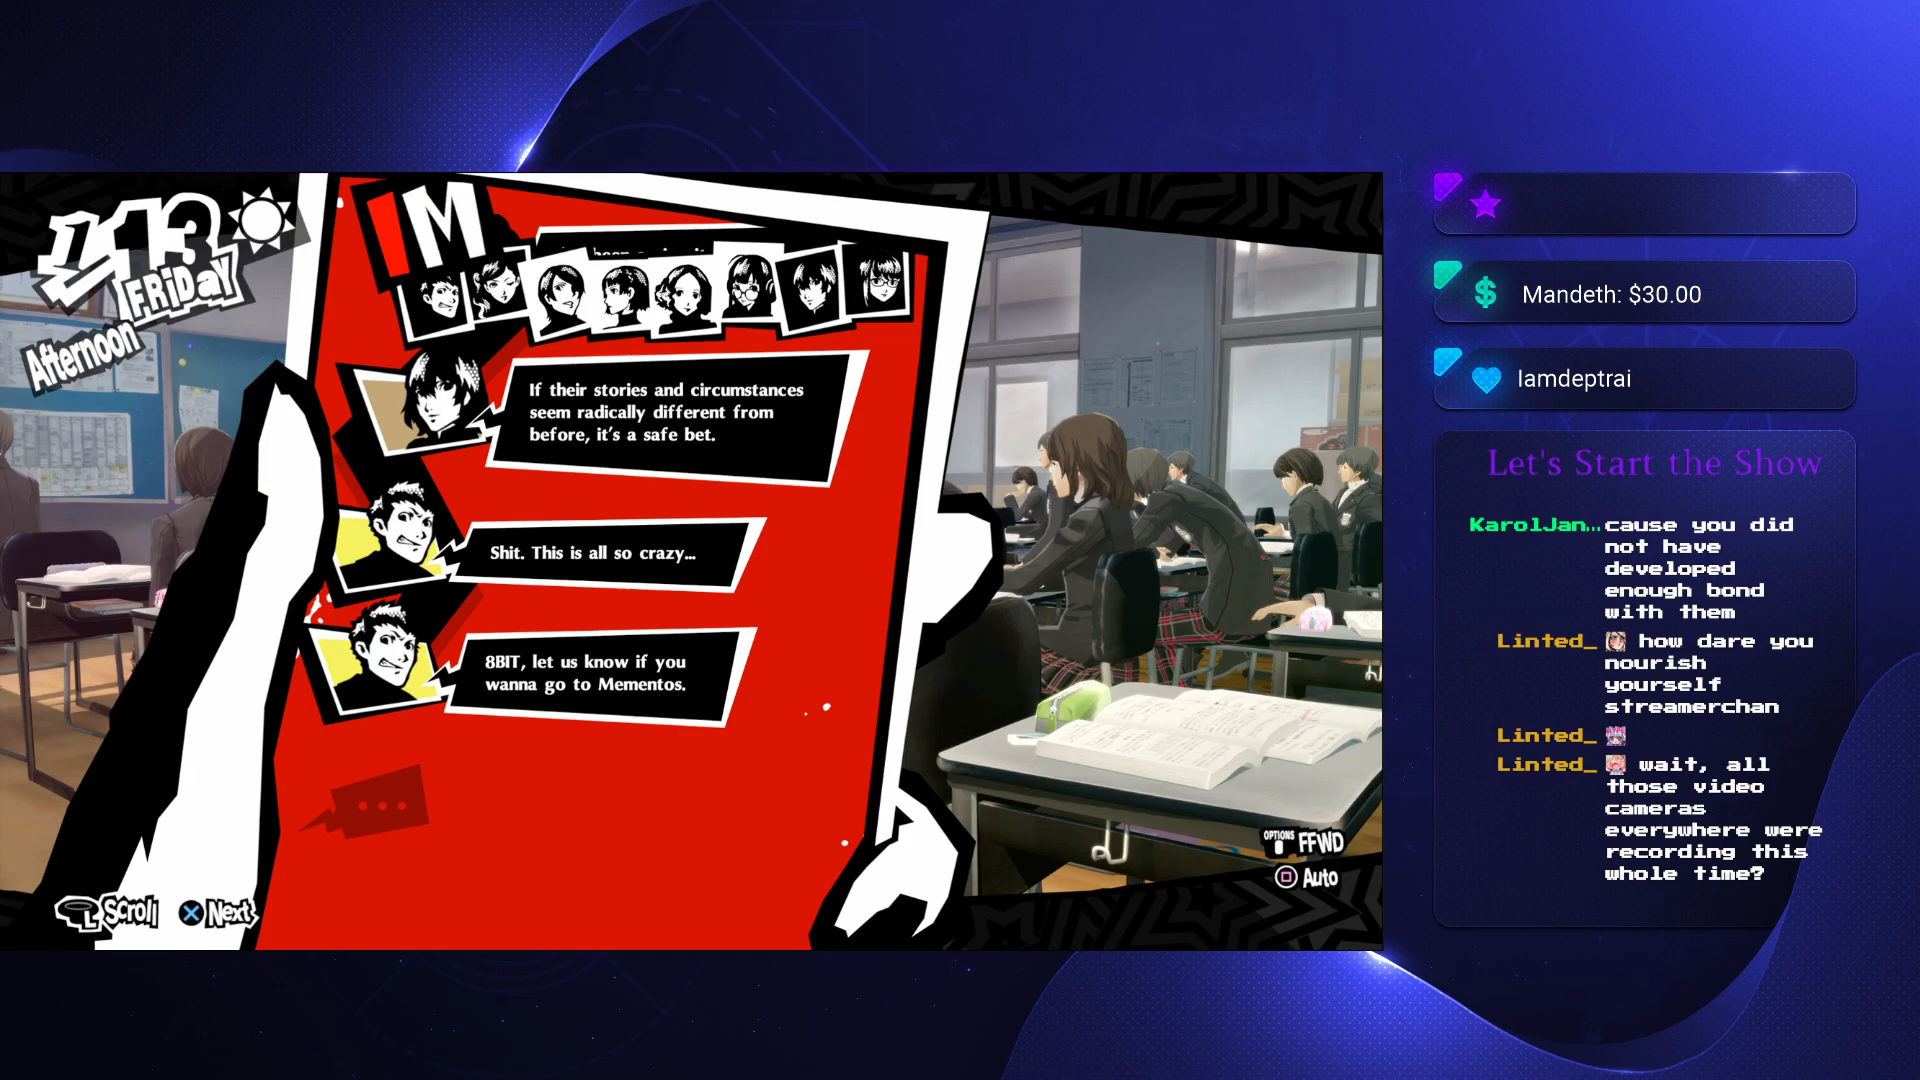 1/13
FRiDay
Afternoon
IM
If their stories and circumstances
seem radically different from
before, it's a safe bet.
Shit. This is all so crazy...
8BIT, let us know if you
wanna go to Mementos.
...
L Scroll
Next
OPTIONS FFWD
Auto
Mandeth: $30.00
Iamdeptrai
Let's Start the Show
KarolJan… cause you did
not have
developed
enough bond
with them
Linted_ how dare you
nourish
yourself
streamerchan
Linted_
Linted_ wait, all
those video
cameras
everywhere were
recording this
whole time?